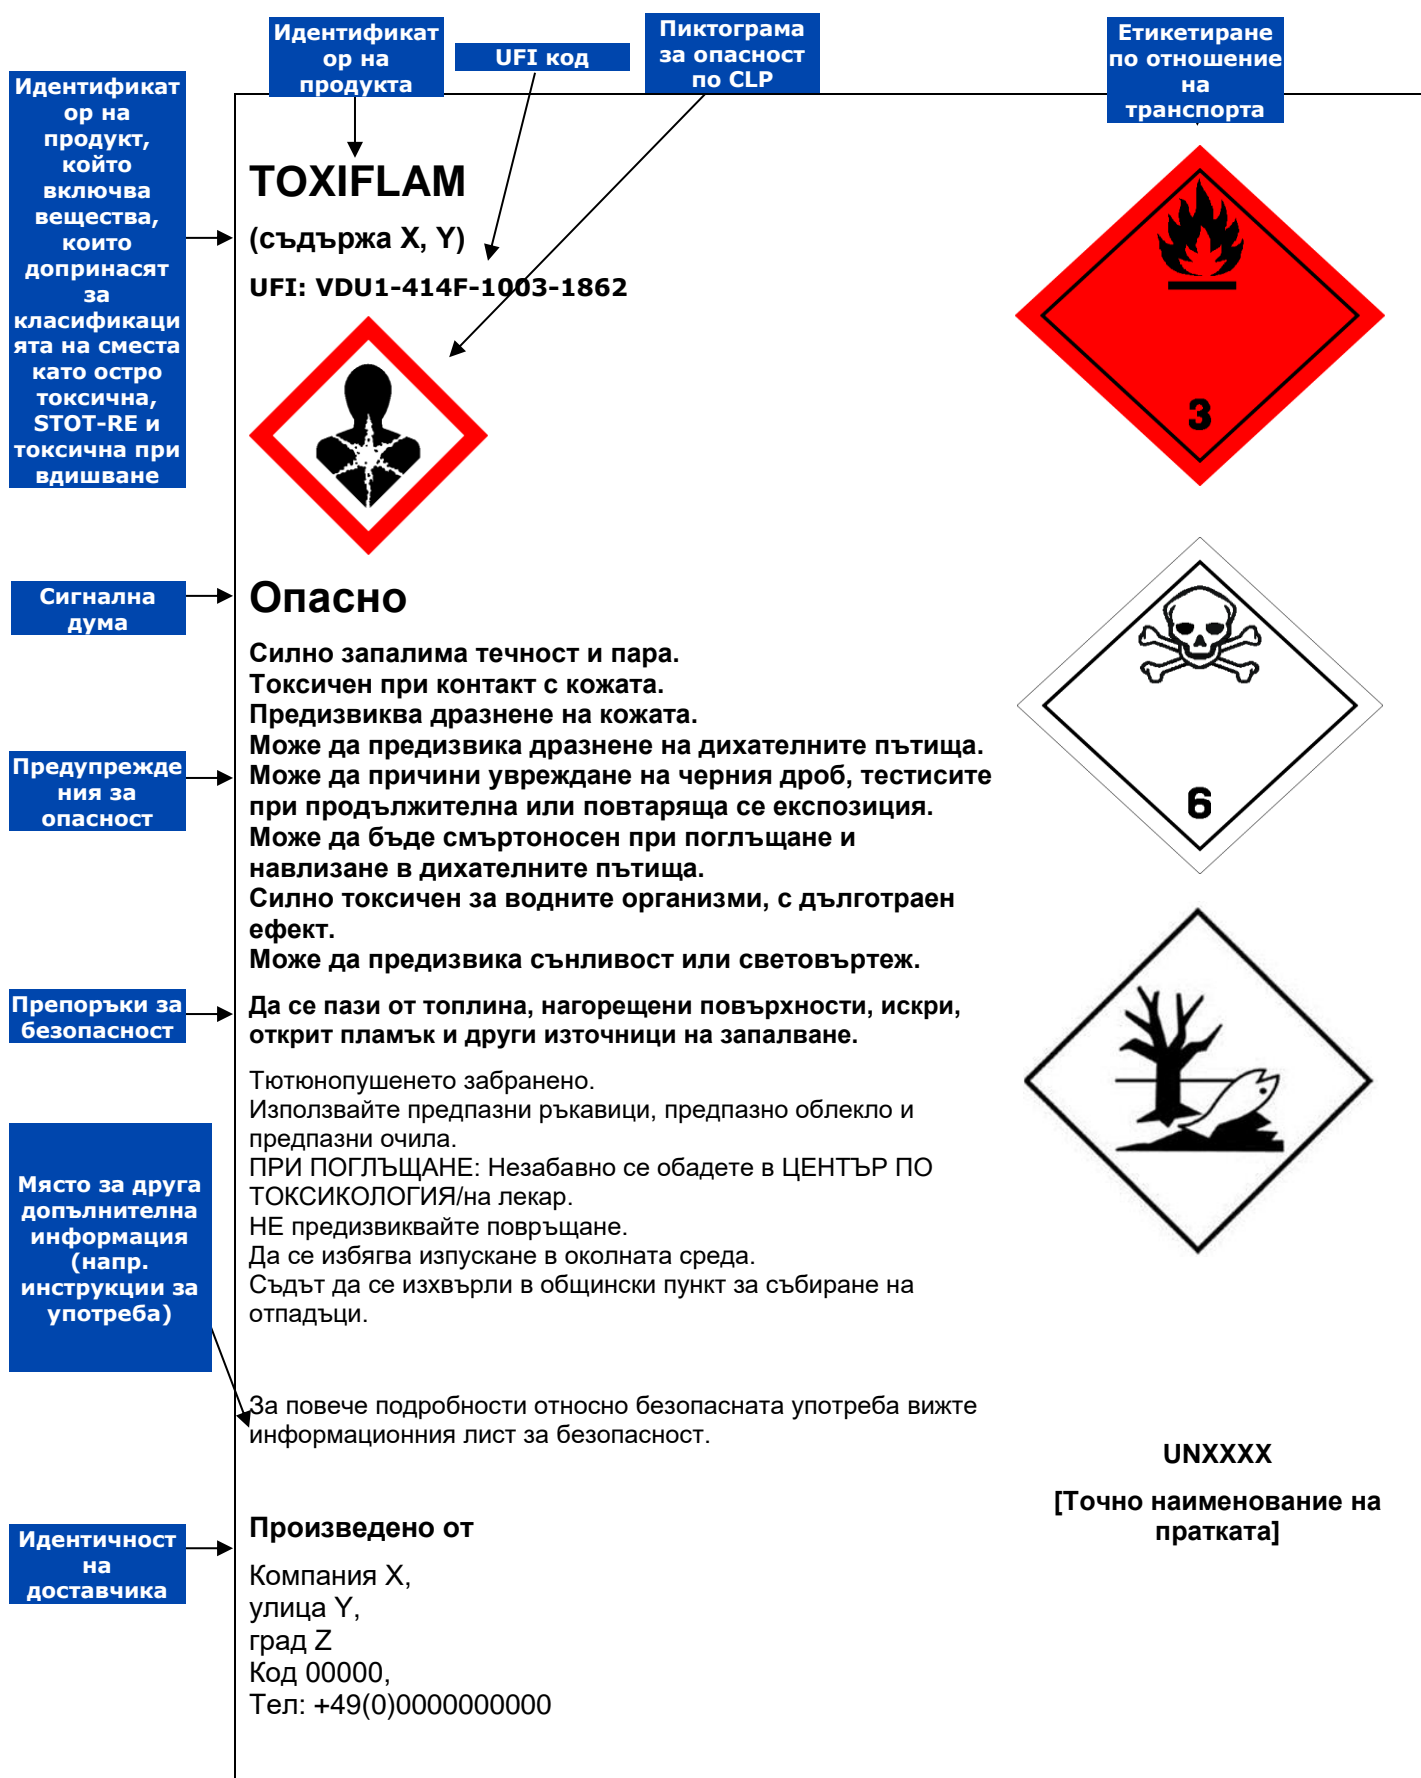 Идентификат
ор на
продукта
UFI код
Пиктограма
за опасност
по CLP
Етикетиране
по отношение
на
транспорта
Идентификат
ор на
продукт,
който
включва
вещества,
които
допринасят
за
класификаци
ята на сместа
като остро
токсична,
STOT-RE и
токсична при
вдишване
TOXIFLAM
(съдържа X, Y)
UFI: VDU1-414F-1003-1862
3
Сигнална
дума
Опасно
Предупрежде
ния за
опасност
Силно запалима течност и пара.
Токсичен при контакт с кожата.
Предизвиква дразнене на кожата.
Може да предизвика дразнене на дихателните пътища.
Може да причини увреждане на черния дроб, тестисите
при продължителна или повтаряща се експозиция.
Може да бъде смъртоносен при поглъщане и
навлизане в дихателните пътища.
Силно токсичен за водните организми, с дълготраен
ефект.
Може да предизвика сънливост или световъртеж.
6
Препоръки за
безопасност
Да се пази от топлина, нагорещени повърхности, искри,
открит пламък и други източници на запалване.
Тютюнопушенето забранено.
Използвайте предпазни ръкавици, предпазно облекло и
предпазни очила.
ПРИ ПОГЛЪЩАНЕ: Незабавно се обадете в ЦЕНТЪР ПО
ТОКСИКОЛОГИЯ/на лекар.
НЕ предизвиквайте повръщане.
Да се избягва изпускане в околната среда.
Съдът да се изхвърли в общински пункт за събиране на
отпадъци.
Място за друга
допълнителна
информация
(напр.
инструкции за
употреба)
За повече подробности относно безопасната употреба вижте
информационния лист за безопасност.
UNXXXX
[Точно наименование на
пратката]
Идентичност
на
доставчика
Произведено от
Компания X,
улица Y,
град Z
Код 00000,
Тел: +49(0)0000000000